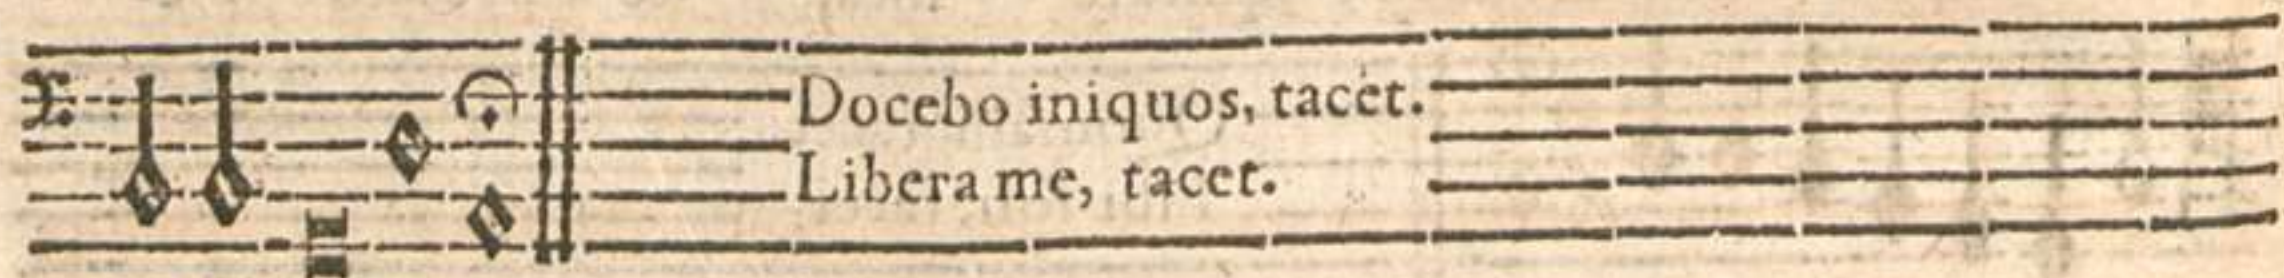 Docebo iniquos, tacet.
Libera me, tacet.